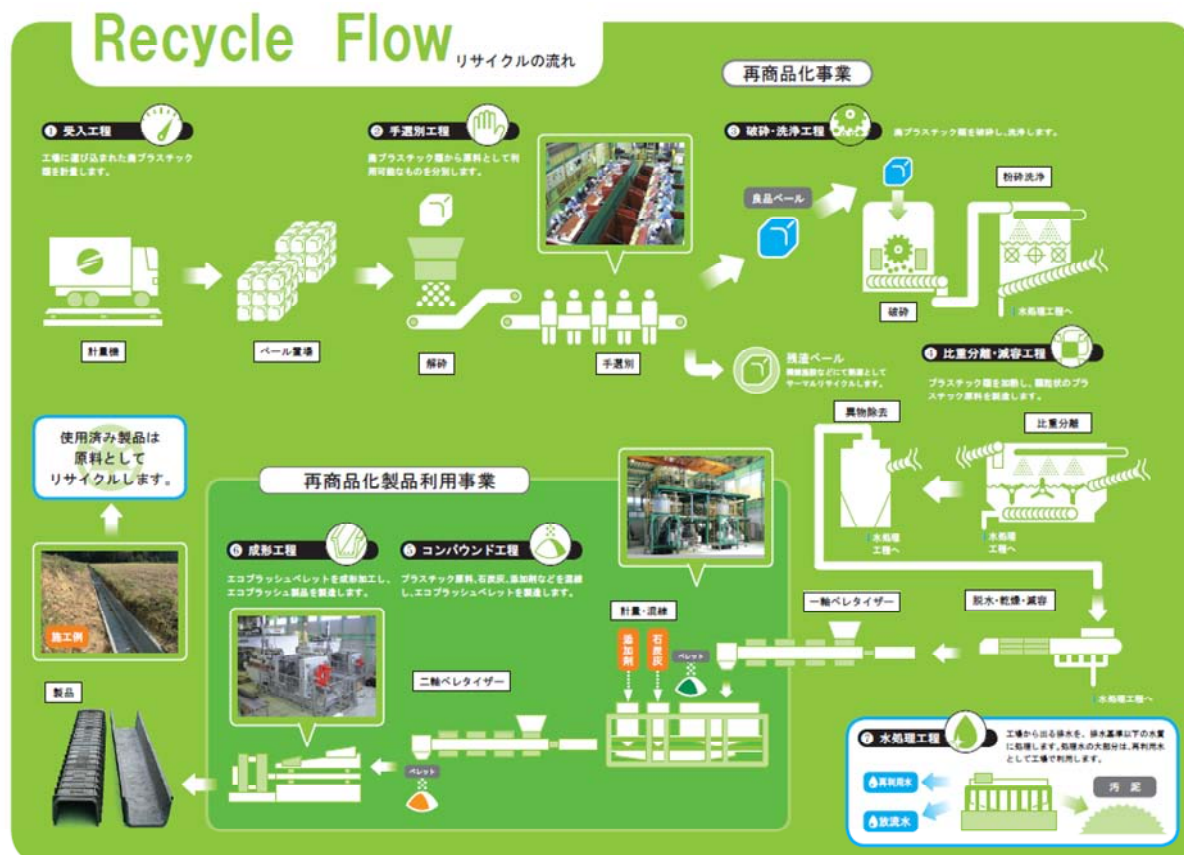 Recycle Flow リサイクルの流れ
再商品化事業
❶ 受入工程
工場に運び込まれた廃プラスチック
類を計量します。
計量機
ベール置場
❷ 手選別工程
廃プラスチック類から原料として利
用可能なものを分別します。
解砕
手選別
良品ベール
残渣ベール
サーマルリサイクルします。
❸ 破砕・洗浄工程
廃プラスチック類を破砕し、洗浄します。
破砕
粉砕洗浄
水処理工程へ
❹ 比重分離・減容工程
プラスチック類を加熱し、顆粒状のプラ
スチック原料を製造します。
異物除去
比重分離
水処理
工程へ
水処理
工程へ
脱水・乾燥・減容
水処理工程へ
一軸ペレタイザー
再商品化製品利用事業
❺ コンパウンド工程
プラスチック原料、石炭灰、添加剤などを混練
し、エコプラッシュペレットを製造します。
計量・混練
添加剤
石炭灰
ペレット
二軸ペレタイザー
ペレット
❻ 成形工程
エコプラッシュペレットを成形加工し、
エコプラッシュ製品を製造します。
製品
施工例
使用済み製品は
原料として
リサイクルします。
❼ 水処理工程
工場から出る排水を、排水基準以下の水質
に処理します。処理水の大部分は、再利用水
として工場で利用します。
再利用水
放流水
汚泥